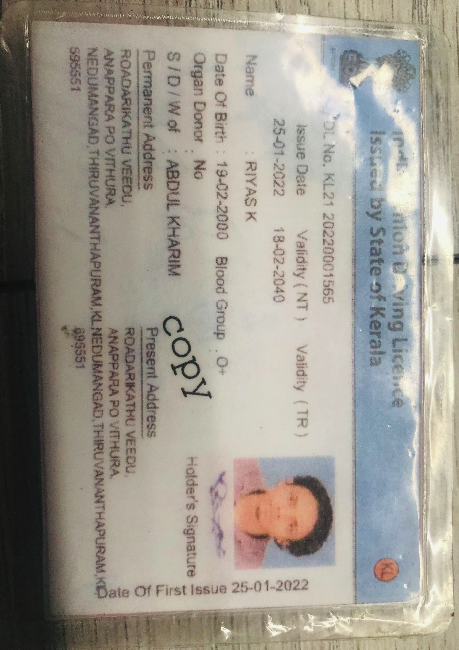 Indian Union Driving Licence
Issued by State of Kerala
DL No. KL21 20220001565
Issue Date Validity ( NT ) Validity ( TR )
25-01-2022 18-02-2040
Name : RIYAS K
Date Of Birth : 19-02-2000 Blood Group : O+
Organ Donor : No
S / D / W of : ABDUL KHARIM
copy
Holder's Signature
Permanent Address
ROADARIKATHU VEEDU,
ANAPPARA PO VITHURA,
NEDUMANGAD,THIRUVANANTHAPURAM,KL
695551
Present Address
ROADARIKATHU VEEDU,
ANAPPARA PO VITHURA,
NEDUMANGAD,THIRUVANANTHAPURAM,KL
695551
Date Of First Issue 25-01-2022
KL